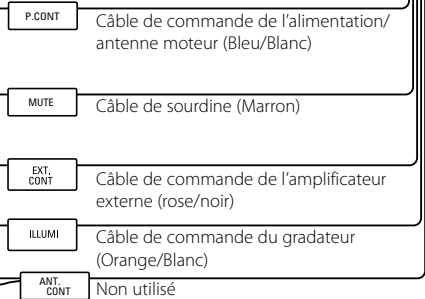 P.CONT
Câble de commande de l'alimentation/
antenne moteur (Bleu/Blanc)
MUTE
Câble de sourdine (Marron)
EXT.
CONT
Câble de commande de l'amplificateur
externe (rose/noir)
ILLUMI
Câble de commande du gradateur
(Orange/Blanc)
ANT.
CONT
Non utilisé